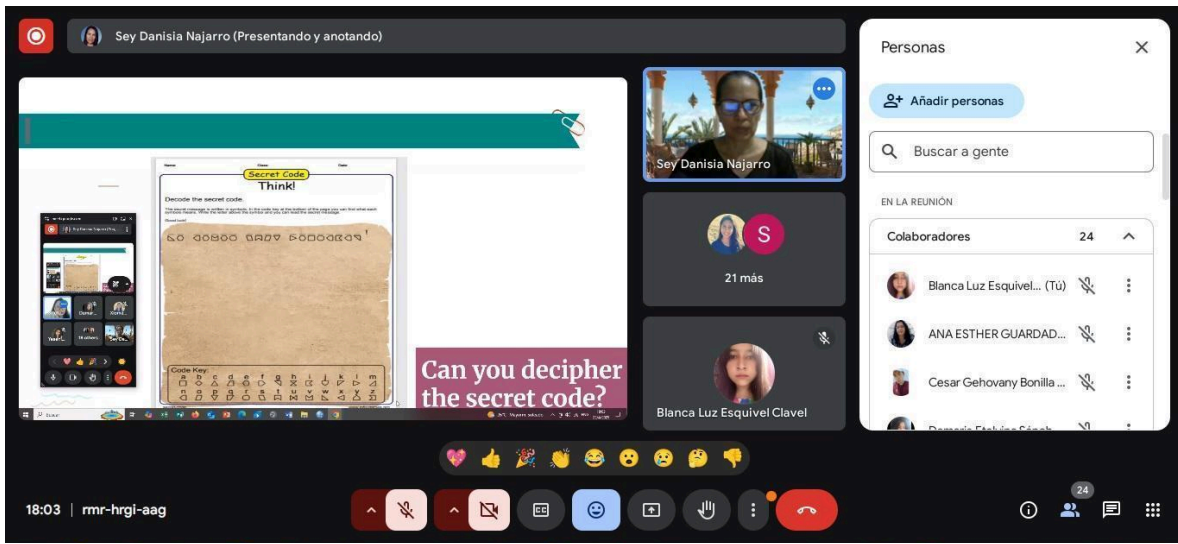 Sey Danisia Najarro (Presentando y anotando)
Secret Code
Think!
Decode the secret code.
Code Key:
a b c d e f g h i j k l m
n o p q r s t u v w x y z
Can you decipher
the secret code?
Sey Danisia Najarro
S
21 más
Blanca Luz Esquivel Clavel
Personas
Añadir personas
Buscar a gente
EN LA REUNIÓN
Colaboradores 24
Blanca Luz Esquivel... (Tú)
ANA ESTHER GUARDAD...
Cesar Gehovany Bonilla ...
18:03 | rmr-hrgi-aag
CC
24